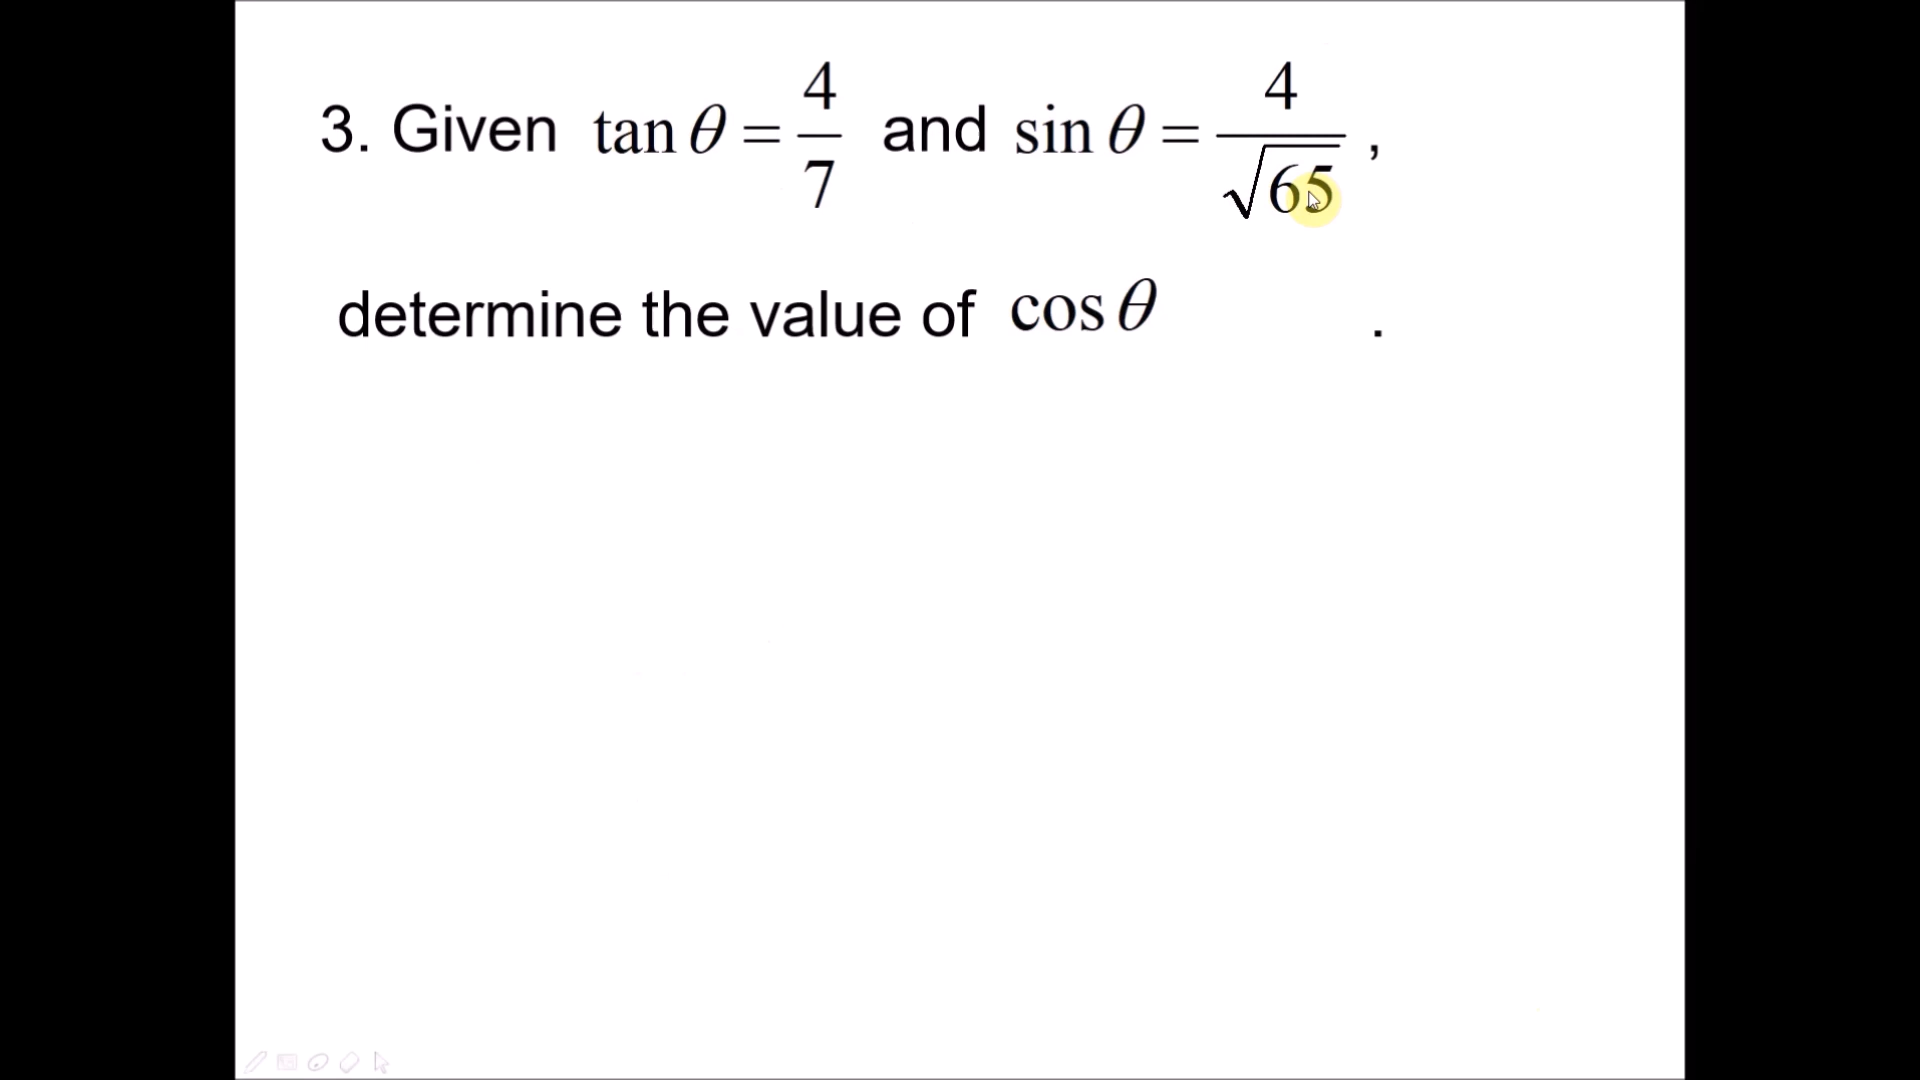 3. Given tan θ = 4/7 and sin θ = 4/√65 ,
determine the value of cos θ .